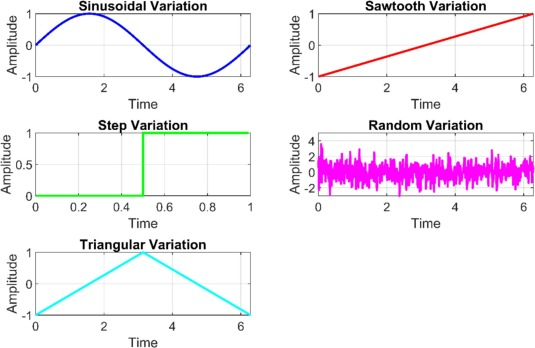 Sinusoidal Variation
Amplitude
1
0
-1
0 2 4 6
Time
Sawtooth Variation
Amplitude
1
0
-1
0 2 4 6
Time
Step Variation
Amplitude
1
0.5
0
0 0.2 0.4 0.6 0.8 1
Time
Random Variation
Amplitude
4
2
0
-2
0 2 4 6
Time
Triangular Variation
Amplitude
1
0
-1
0 2 4 6
Time